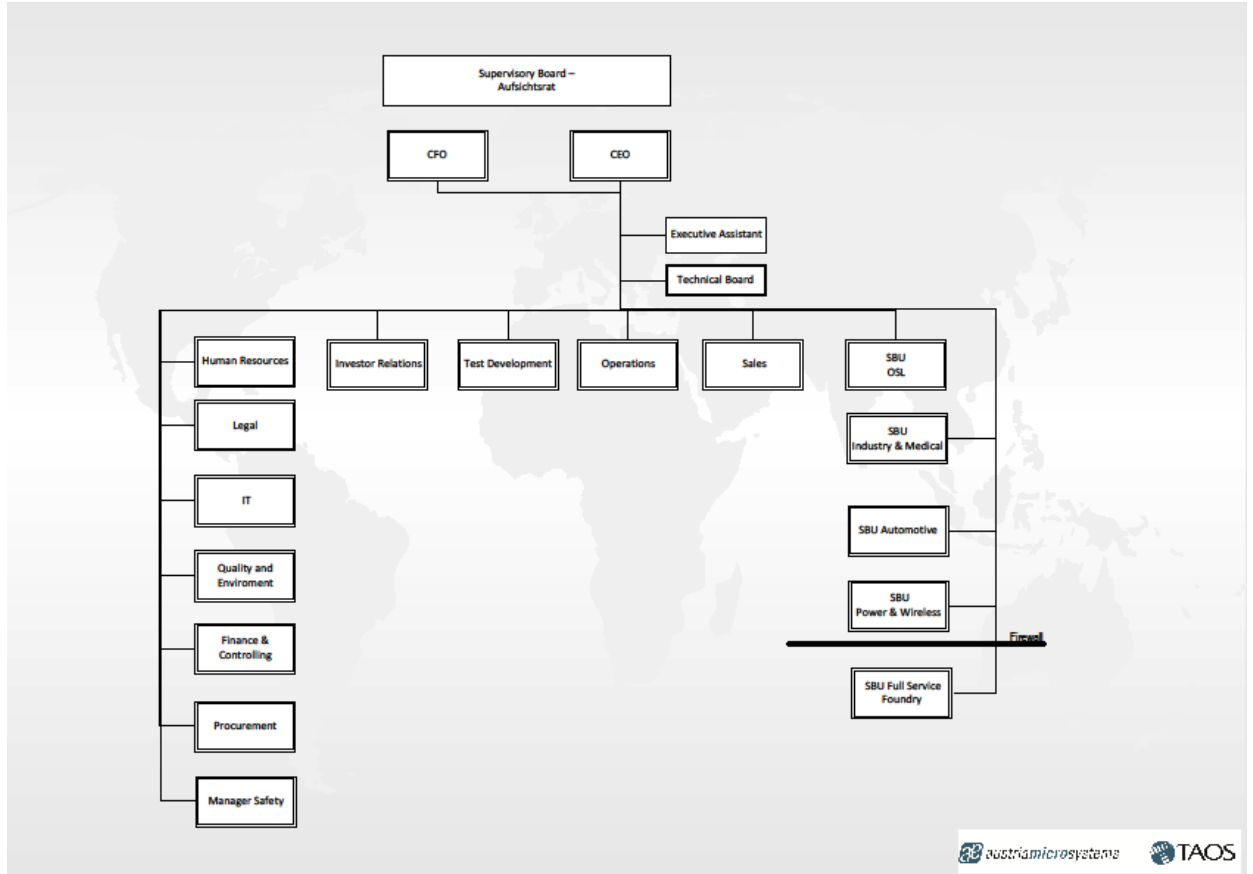 Supervisory Board –
Aufsichtsrat
CFO
CEO
Executive Assistant
Technical Board
Human Resources
Investor Relations
Test Development
Operations
Sales
SBU
OSL
Legal
SBU
Industry & Medical
IT
SBU Automotive
Quality and
Enviroment
SBU
Power & Wireless
Firewall
Finance &
Controlling
SBU Full Service
Foundry
Procurement
Manager Safety
austriamicrosystems
TAOS